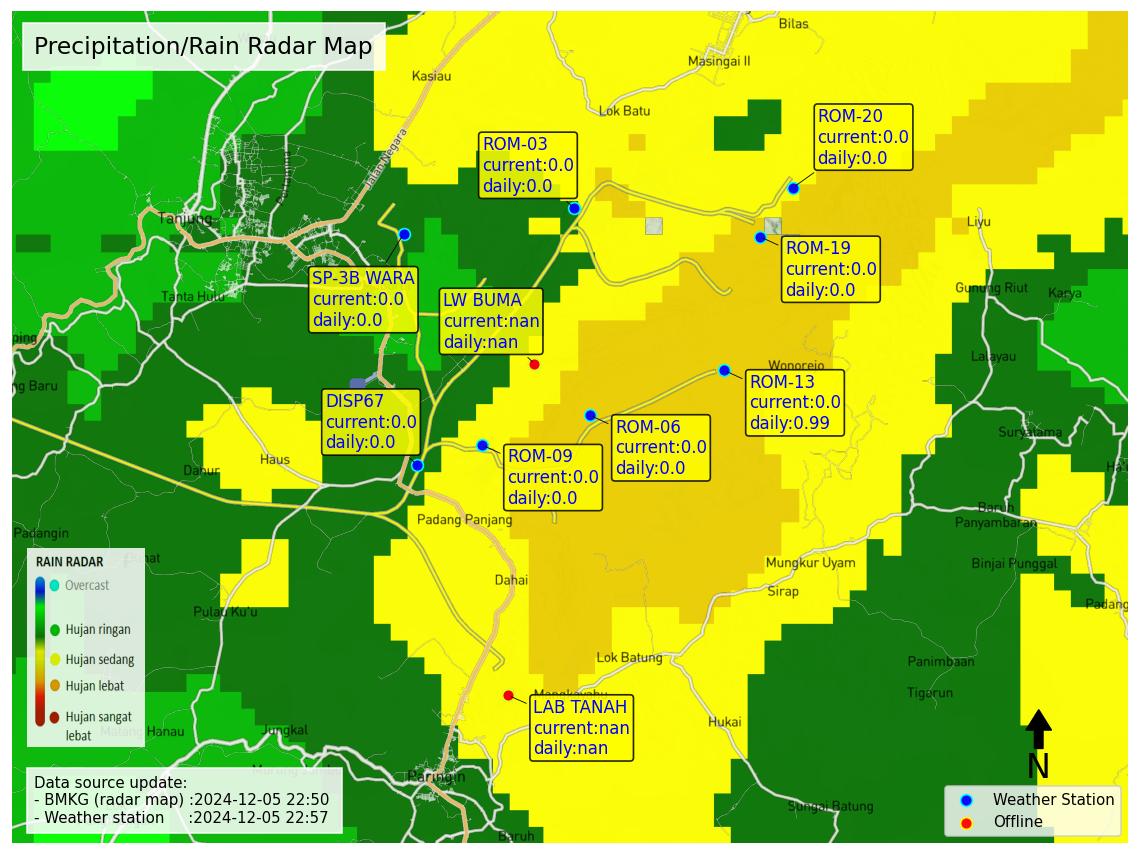 Precipitation/Rain Radar Map
Bilas
Masingai II
Kasiau
Lok Batu
Jalan Negara
ROM-20
current:0.0
daily:0.0
ROM-03
current:0.0
daily:0.0
Tanjung
Liyu
ROM-19
current:0.0
daily:0.0
SP-3B WARA
current:0.0
daily:0.0
LW BUMA
current:nan
daily:nan
Tanta Hulu
Gunung Riut
Karya
ping
Lalayau
Wonorejo
ng Baru
ROM-13
current:0.0
daily:0.99
DISP67
current:0.0
daily:0.0
ROM-06
current:0.0
daily:0.0
Suryatama
ROM-09
current:0.0
daily:0.0
Haus
Dahur
Padang Panjang
Baruh
Panyambaran
Padangin
Mungkur Uyam
Binjai Punggal
Dahai
Sirap
Padang
Pulau Ku'u
RAIN RADAR
Overcast
Hujan ringan
Hujan sedang
Hujan lebat
Hujan sangat
lebat
Lok Batung
Panimbaan
Tigarun
LAB TANAH
current:nan
daily:nan
Hukai
Hanau
Jungkal
Paringin
Sungai Batung
Baruh
N
Data source update:
- BMKG (radar map) :2024-12-05 22:50
- Weather station :2024-12-05 22:57
Weather Station
Offline